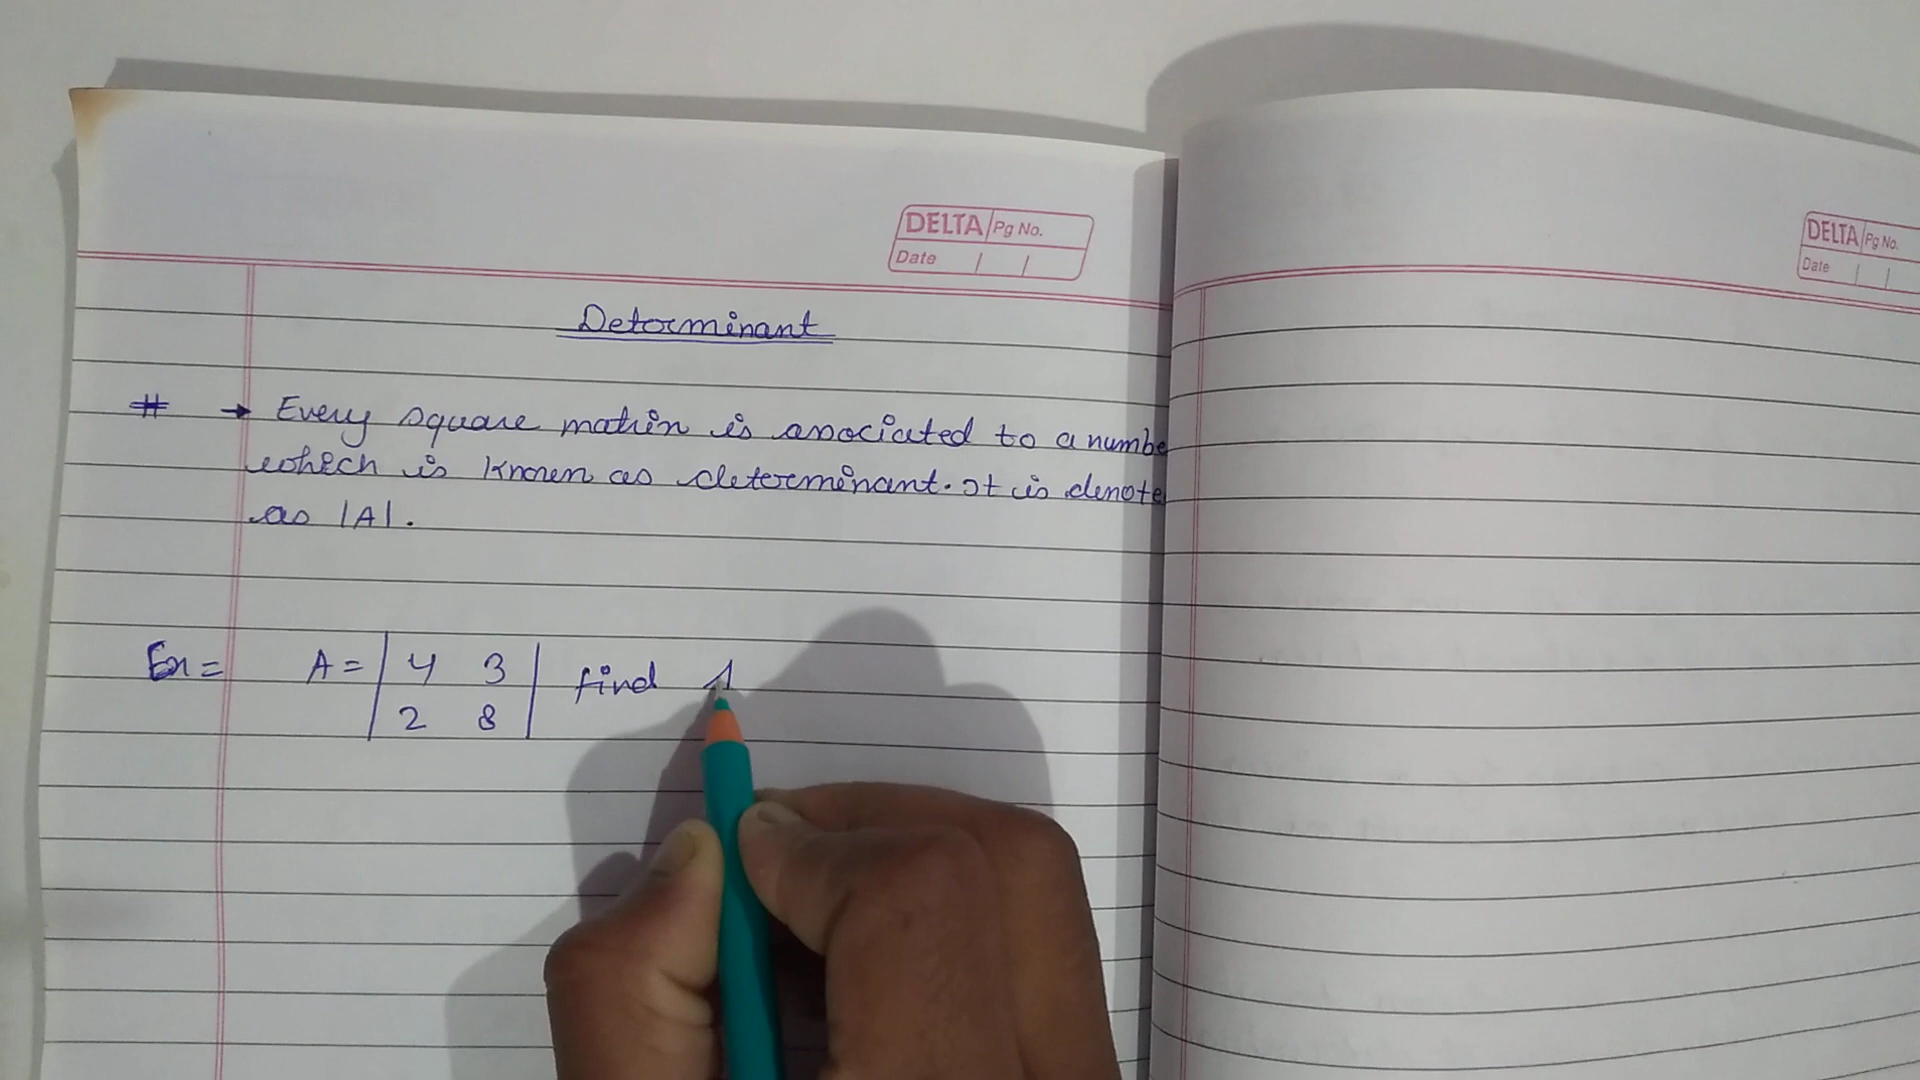 DELTA Pg No.
Date
DELTA Pg No.
Date
Determinant
# → Every square matrix is associated to a numbe
which is known as determinant. It is denote
as |A|.
Ex = A = | 4 3 | find A
| 2 8 |